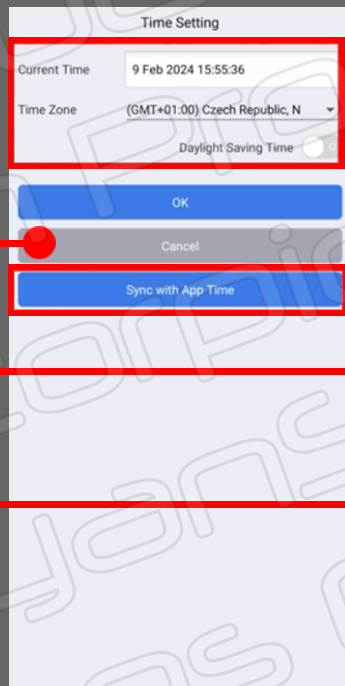 Time Setting
Current Time 9 Feb 2024 15:55:36
Time Zone (GMT+01:00) Czech Republic, N
Daylight Saving Time
OK
Cancel
Sync with App Time